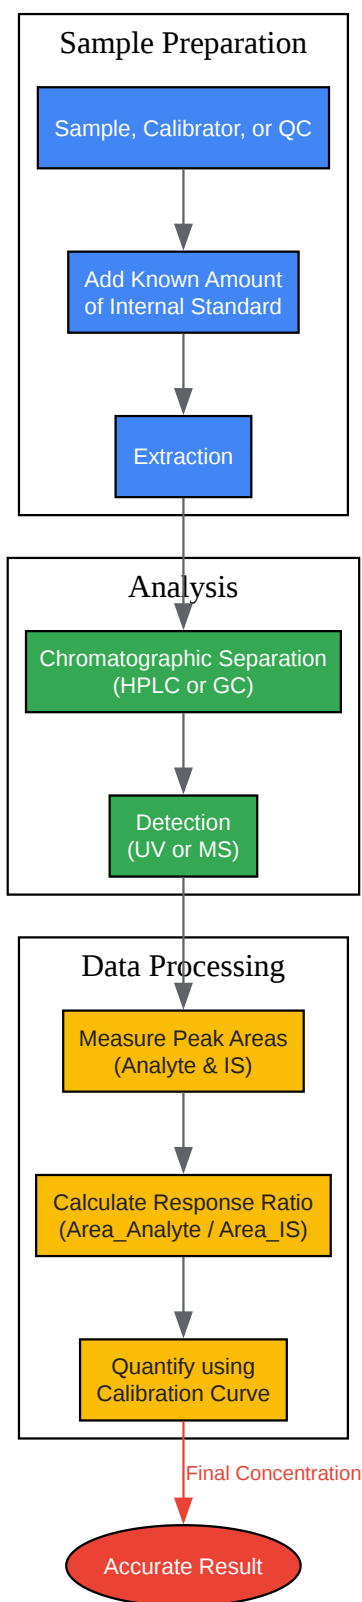 Sample Preparation
Sample, Calibrator, or QC
Add Known Amount
of Internal Standard
Extraction
Analysis
Chromatographic Separation
(HPLC or GC)
Detection
(UV or MS)
Data Processing
Measure Peak Areas
(Analyte & IS)
Calculate Response Ratio
(Area_Analyte / Area_IS)
Quantify using
Calibration Curve
Final Concentration
Accurate Result